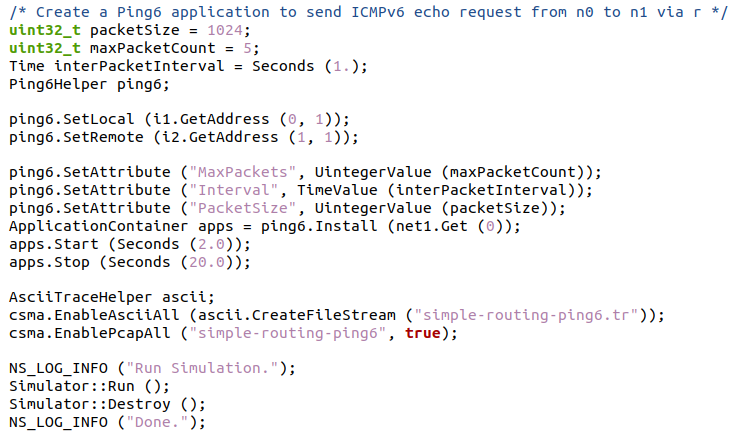 /* Create a Ping6 application to send ICMPv6 echo request from n0 to n1 via r */
uint32_t packetSize = 1024;
uint32_t maxPacketCount = 5;
Time interPacketInterval = Seconds (1.);
Ping6Helper ping6;

ping6.SetLocal (i1.GetAddress (0, 1));
ping6.SetRemote (i2.GetAddress (1, 1));

ping6.SetAttribute ("MaxPackets", UintegerValue (maxPacketCount));
ping6.SetAttribute ("Interval", TimeValue (interPacketInterval));
ping6.SetAttribute ("PacketSize", UintegerValue (packetSize));
ApplicationContainer apps = ping6.Install (net1.Get (0));
apps.Start (Seconds (2.0));
apps.Stop (Seconds (20.0));

AsciiTraceHelper ascii;
csma.EnableAsciiAll (ascii.CreateFileStream ("simple-routing-ping6.tr"));
csma.EnablePcapAll ("simple-routing-ping6", true);

NS_LOG_INFO ("Run Simulation.");
Simulator::Run ();
Simulator::Destroy ();
NS_LOG_INFO ("Done.");